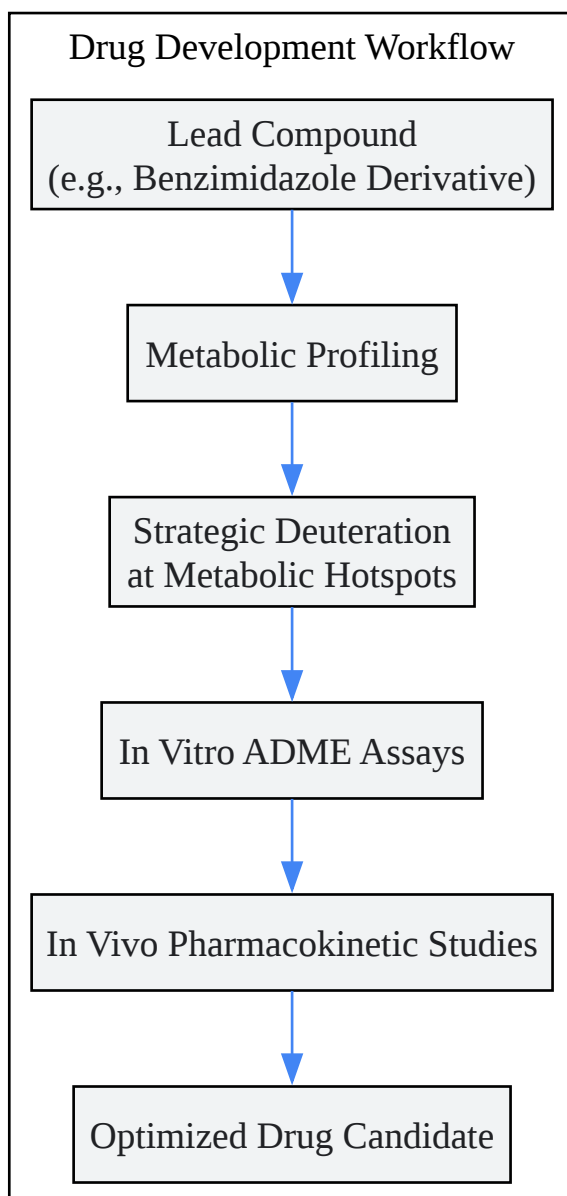 Drug Development Workflow
Lead Compound
(e.g., Benzimidazole Derivative)
Metabolic Profiling
Strategic Deuteration
at Metabolic Hotspots
In Vitro ADME Assays
In Vivo Pharmacokinetic Studies
Optimized Drug Candidate